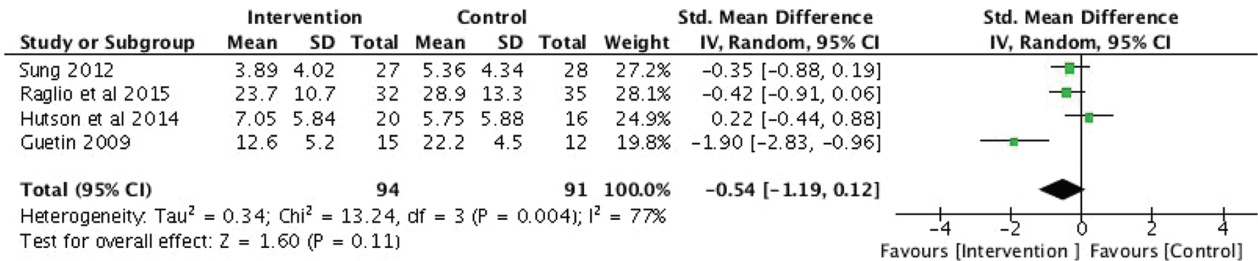 Intervention Control Std. Mean Difference Std. Mean Difference
Study or Subgroup Mean SD Total Mean SD Total Weight IV, Random, 95% CI IV, Random, 95% CI
Sung 2012 3.89 4.02 27 5.36 4.34 28 27.2% −0.35 [−0.88, 0.19]
Raglio et al 2015 23.7 10.7 32 28.9 13.3 35 28.1% −0.42 [−0.91, 0.06]
Hutson et al 2014 7.05 5.84 20 5.75 5.88 16 24.9% 0.22 [−0.44, 0.88]
Guetin 2009 12.6 5.2 15 22.2 4.5 12 19.8% −1.90 [−2.83, −0.96]
Total (95% CI) 94 91 100.0% −0.54 [−1.19, 0.12]
Heterogeneity: Tau² = 0.34; Chi² = 13.24, df = 3 (P = 0.004); I² = 77%
Test for overall effect: Z = 1.60 (P = 0.11)
−4 −2 0 2 4
Favours [Intervention ] Favours [Control]